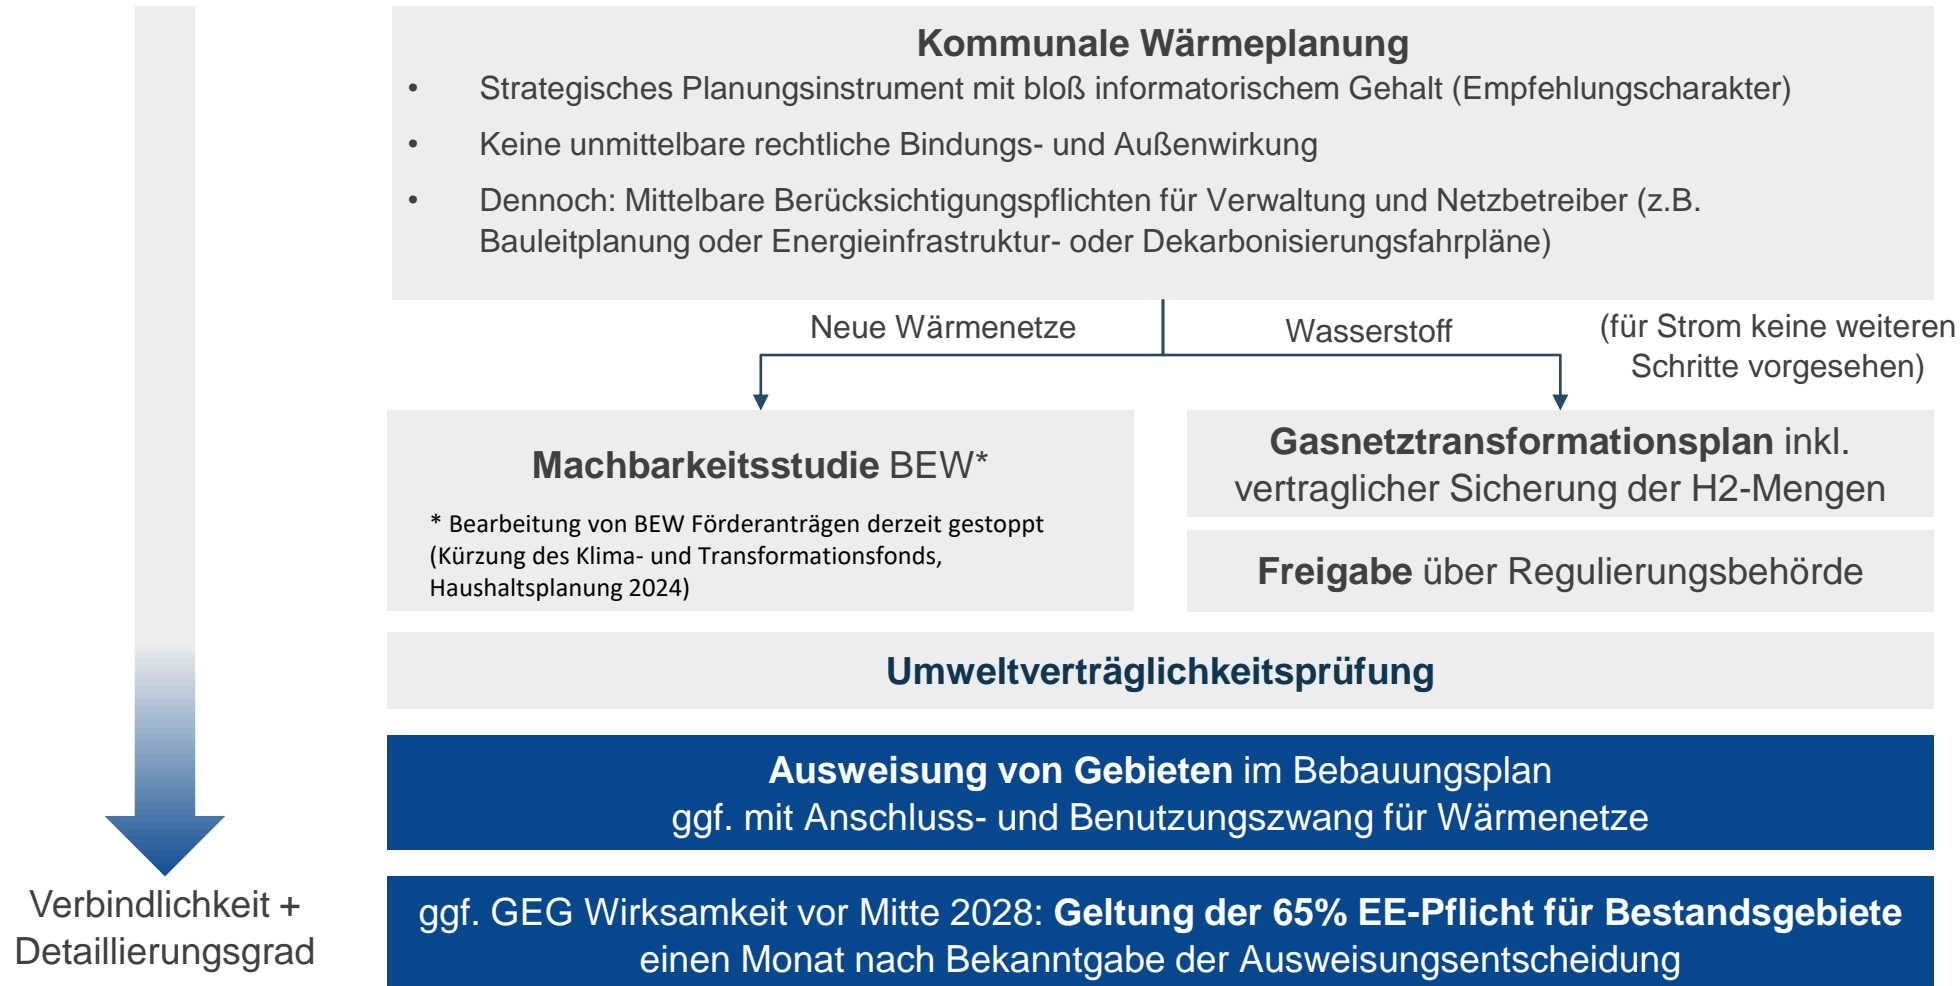 Kommunale Wärmeplanung
• Strategisches Planungsinstrument mit bloß informatorischem Gehalt (Empfehlungscharakter)
• Keine unmittelbare rechtliche Bindungs- und Außenwirkung
• Dennoch: Mittelbare Berücksichtigungspflichten für Verwaltung und Netzbetreiber (z.B.
Bauleitplanung oder Energieinfrastruktur- oder Dekarbonisierungsfahrpläne)
Neue Wärmenetze
Wasserstoff
(für Strom keine weiteren
Schritte vorgesehen)
Machbarkeitsstudie BEW*
* Bearbeitung von BEW Förderanträgen derzeit gestoppt
(Kürzung des Klima- und Transformationsfonds,
Haushaltsplanung 2024)
Gasnetztransformationsplan inkl.
vertraglicher Sicherung der H2-Mengen
Freigabe über Regulierungsbehörde
Umweltverträglichkeitsprüfung
Ausweisung von Gebieten im Bebauungsplan
ggf. mit Anschluss- und Benutzungszwang für Wärmenetze
ggf. GEG Wirksamkeit vor Mitte 2028: Geltung der 65% EE-Pflicht für Bestandsgebiete
einen Monat nach Bekanntgabe der Ausweisungsentscheidung
Verbindlichkeit +
Detaillierungsgrad